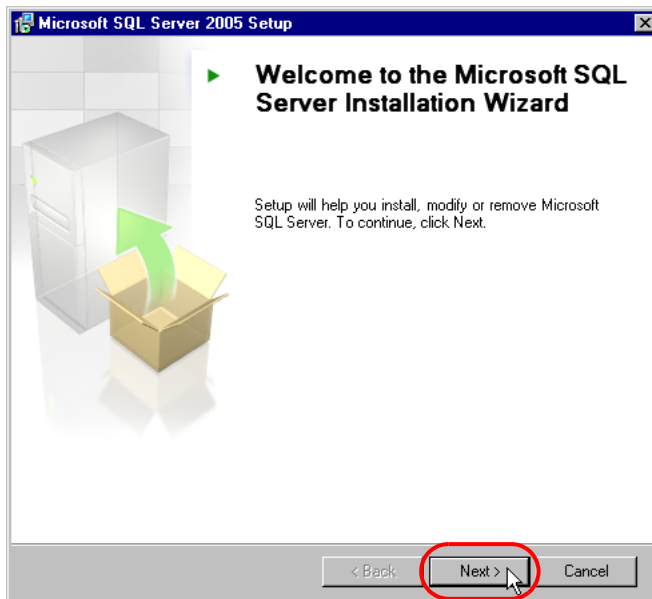 Microsoft SQL Server 2005 Setup
Welcome to the Microsoft SQL
Server Installation Wizard
Setup will help you install, modify or remove Microsoft
SQL Server. To continue, click Next.
< Back
Next >
Cancel